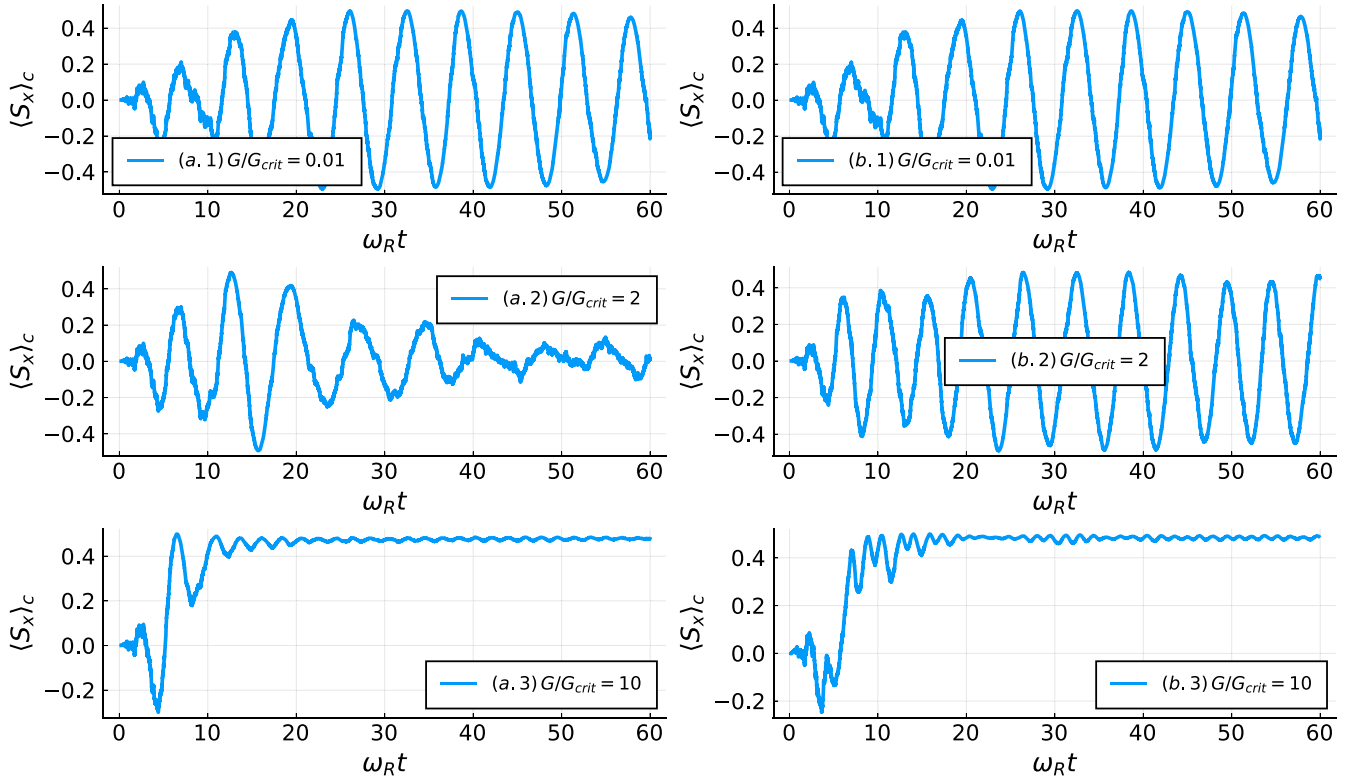 0.4
0.2
0.0
−0.2
−0.4
⟨S_x⟩_c
(a.1) G/G_crit = 0.01
0 10 20 30 40 50 60
ω_R t
0.4
0.2
0.0
−0.2
−0.4
⟨S_x⟩_c
(b.1) G/G_crit = 0.01
0 10 20 30 40 50 60
ω_R t
0.4
0.2
0.0
−0.2
−0.4
⟨S_x⟩_c
(a.2) G/G_crit = 2
0 10 20 30 40 50 60
ω_R t
0.4
0.2
0.0
−0.2
−0.4
⟨S_x⟩_c
(b.2) G/G_crit = 2
0 10 20 30 40 50 60
ω_R t
0.4
0.2
0.0
−0.2
⟨S_x⟩_c
(a.3) G/G_crit = 10
0 10 20 30 40 50 60
ω_R t
0.4
0.2
0.0
−0.2
⟨S_x⟩_c
(b.3) G/G_crit = 10
0 10 20 30 40 50 60
ω_R t